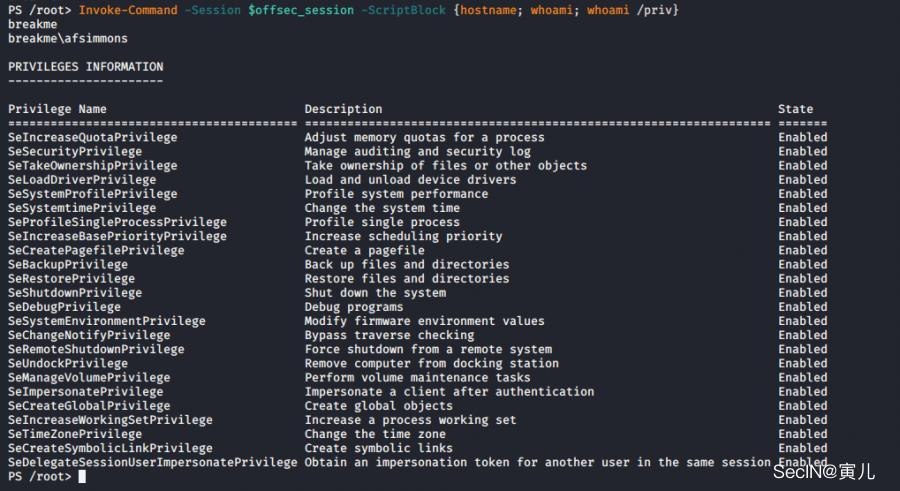 PS /root> Invoke-Command -Session $offsec_session -ScriptBlock {hostname; whoami; whoami /priv}
breakme
breakme\afsimmons
PRIVILEGES INFORMATION
----------------------
Privilege Name Description State
========================================= ================================================================== =======
SeIncreaseQuotaPrivilege Adjust memory quotas for a process Enabled
SeSecurityPrivilege Manage auditing and security log Enabled
SeTakeOwnershipPrivilege Take ownership of files or other objects Enabled
SeLoadDriverPrivilege Load and unload device drivers Enabled
SeSystemProfilePrivilege Profile system performance Enabled
SeSystemtimePrivilege Change the system time Enabled
SeProfileSingleProcessPrivilege Profile single process Enabled
SeIncreaseBasePriorityPrivilege Increase scheduling priority Enabled
SeCreatePagefilePrivilege Create a pagefile Enabled
SeBackupPrivilege Back up files and directories Enabled
SeRestorePrivilege Restore files and directories Enabled
SeShutdownPrivilege Shut down the system Enabled
SeDebugPrivilege Debug programs Enabled
SeSystemEnvironmentPrivilege Modify firmware environment values Enabled
SeChangeNotifyPrivilege Bypass traverse checking Enabled
SeRemoteShutdownPrivilege Force shutdown from a remote system Enabled
SeUndockPrivilege Remove computer from docking station Enabled
SeManageVolumePrivilege Perform volume maintenance tasks Enabled
SeImpersonatePrivilege Impersonate a client after authentication Enabled
SeCreateGlobalPrivilege Create global objects Enabled
SeIncreaseWorkingSetPrivilege Increase a process working set Enabled
SeTimeZonePrivilege Change the time zone Enabled
SeCreateSymbolicLinkPrivilege Create symbolic links Enabled
SeDelegateSessionUserImpersonatePrivilege Obtain an impersonation token for another user in the same session Enabled
PS /root>
SecIN@寅儿